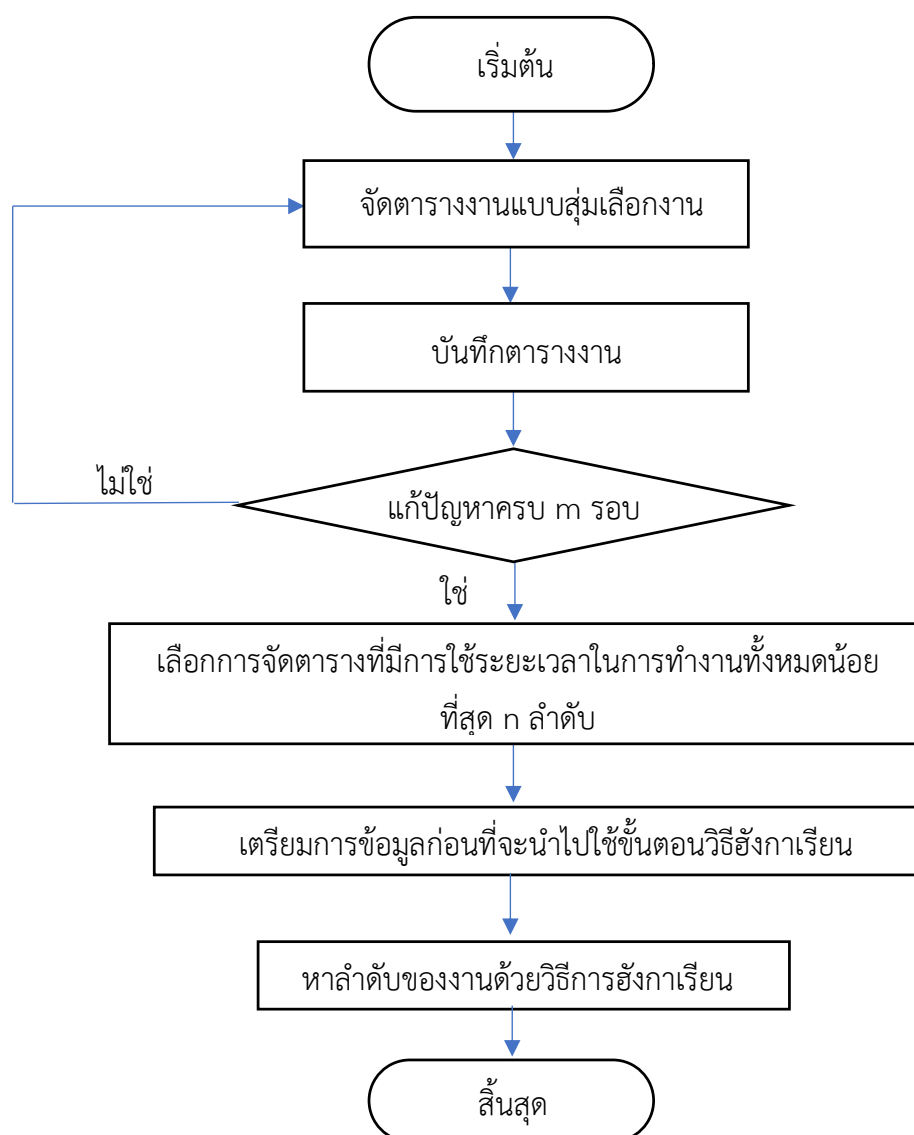 เริ่มต้น
จัดตารางงานแบบสุ่มเลือกงาน
บันทึกตารางงาน
ไม่ใช่
แก้ปัญหาครบ m รอบ
ใช่
เลือกการจัดตารางที่มีการใช้ระยะเวลาในการทำงานทั้งหมดน้อย
ที่สุด n ลำดับ
เตรียมการข้อมูลก่อนที่จะนำไปใช้ขั้นตอนวิธีฮังกาเรียน
หาลำดับของงานด้วยวิธีการฮังกาเรียน
สิ้นสุด